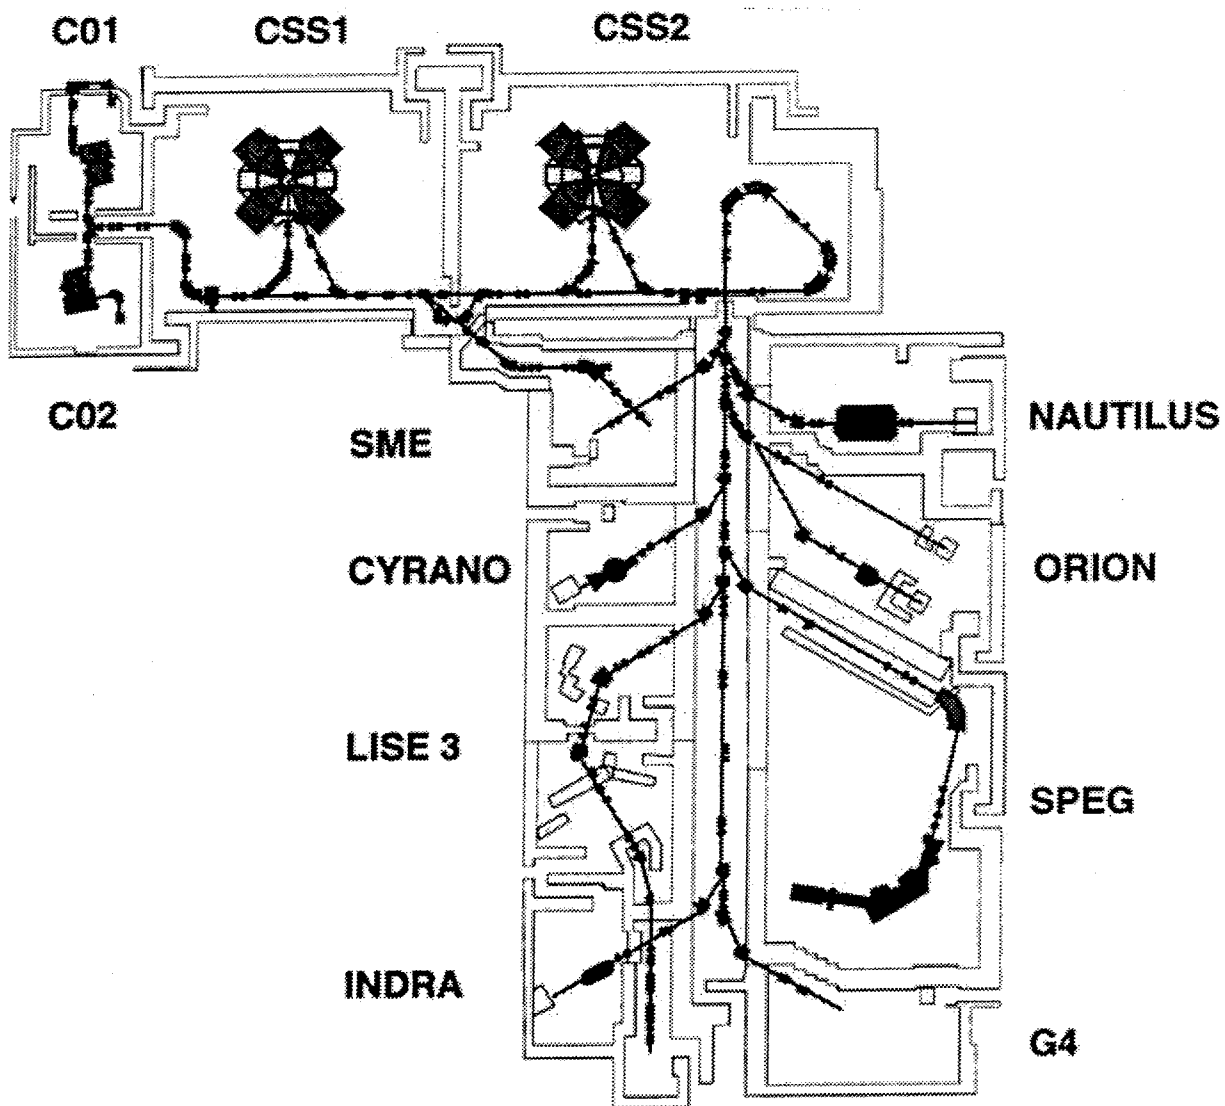 C01
CSS1
CSS2
C02
SME
NAUTILUS
CYRANO
ORION
LISE 3
SPEG
INDRA
G4